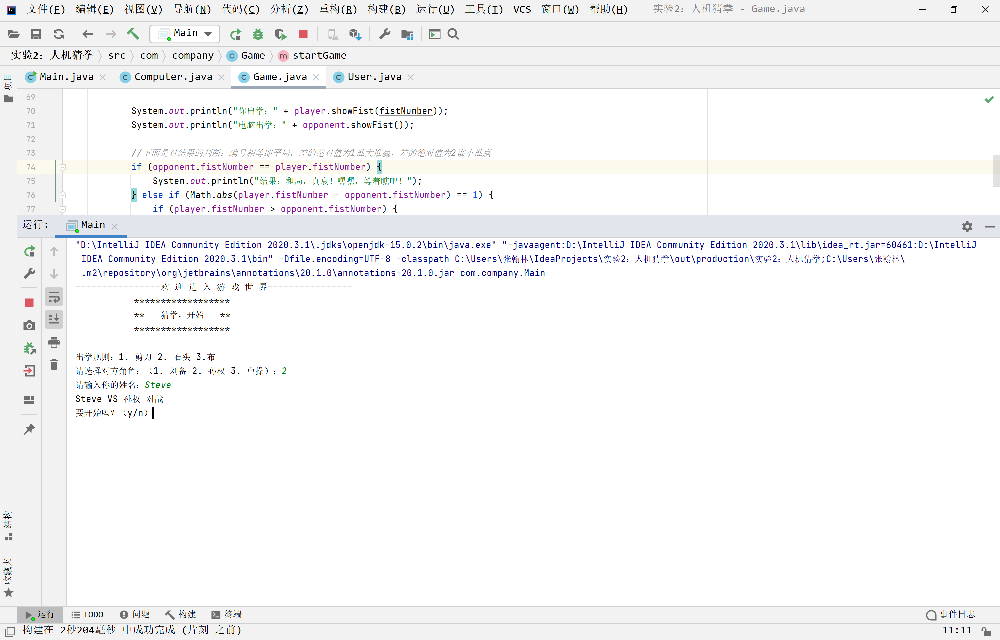 文件(F) 编辑(E) 视图(V) 导航(N) 代码(C) 分析(Z) 重构(R) 构建(B) 运行(U) 工具(T) VCS 窗口(W) 帮助(H) 实验2：人机猜拳 - Game.java
Main
实验2：人机猜拳 src com company Game startGame
Main.java Computer.java Game.java User.java
项目
69
70 System.out.println("你出拳：" + player.showFist(fistNumber));
71 System.out.println("电脑出拳：" + opponent.showFist());
72
73 //下面是对结果的判断：编号相等即平局，差的绝对值为1谁大谁赢，差的绝对值为2谁小谁赢
74 if (opponent.fistNumber == player.fistNumber) {
75 System.out.println("结果：和局，真衰！嘿嘿，等着瞧吧！");
76 } else if (Math.abs(player.fistNumber - opponent.fistNumber) == 1) {
77 if (player.fistNumber > opponent.fistNumber) {
运行: Main
"D:\IntelliJ IDEA Community Edition 2020.3.1\.jdks\openjdk-15.0.2\bin\java.exe" "-javaagent:D:\IntelliJ IDEA Community Edition 2020.3.1\lib\idea_rt.jar=60461:D:\IntelliJ
IDEA Community Edition 2020.3.1\bin" -Dfile.encoding=UTF-8 -classpath C:\Users\张翰林\IdeaProjects\实验2：人机猜拳\out\production\实验2：人机猜拳;C:\Users\张翰林\
.m2\repository\org\jetbrains\annotations\20.1.0\annotations-20.1.0.jar com.company.Main
----------------欢 迎 进 入 游 戏 世 界----------------
******************
** 猜拳，开始 **
******************
出拳规则：1. 剪刀 2. 石头 3.布
请选择对方角色：（1. 刘备 2. 孙权 3. 曹操）：2
请输入你的姓名：Steve
Steve VS 孙权 对战
要开始吗？（y/n）
结构
收藏夹
运行 TODO 问题 构建 终端 事件日志
构建在 2秒204毫秒 中成功完成 (片刻 之前) 11:11